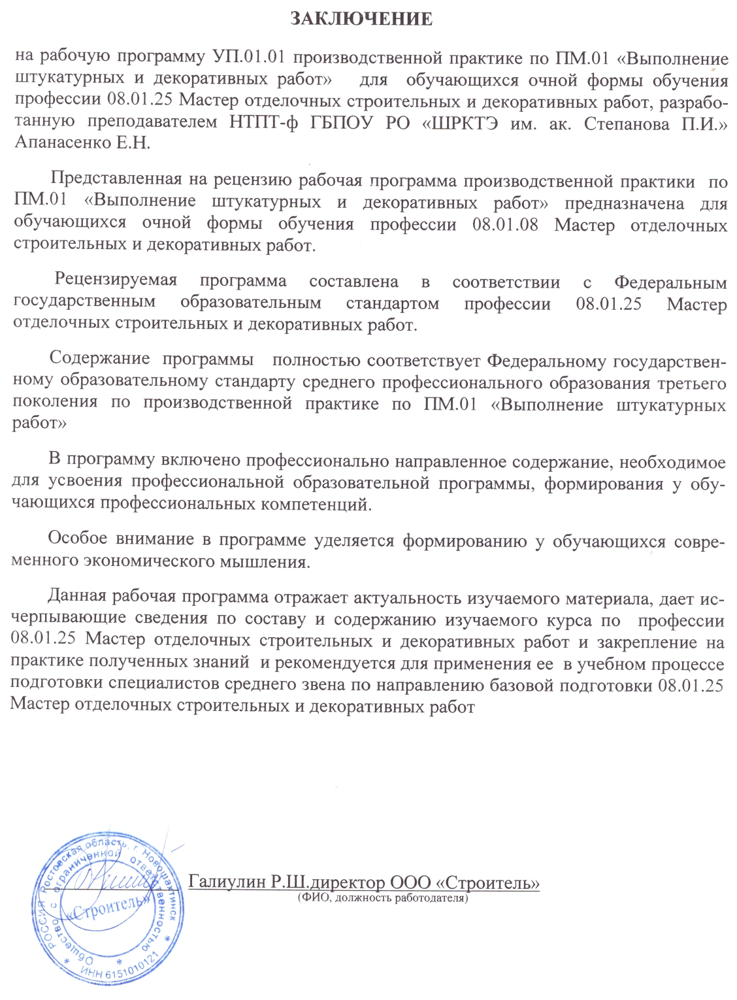 ЗАКЛЮЧЕНИЕ
на рабочую программу УП.01.01 производственной практике по ПМ.01 «Выполнение
штукатурных и декоративных работ» для обучающихся очной формы обучения
профессии 08.01.25 Мастер отделочных строительных и декоративных работ, разрабо-
танную преподавателем НТПТ-ф ГБПОУ РО «ШРКТЭ им. ак. Степанова П.И.»
Апанасенко Е.Н.
Представленная на рецензию рабочая программа производственной практики по
ПМ.01 «Выполнение штукатурных и декоративных работ» предназначена для
обучающихся очной формы обучения профессии 08.01.08 Мастер отделочных
строительных и декоративных работ.
Рецензируемая программа составлена в соответствии с Федеральным
государственным образовательным стандартом профессии 08.01.25 Мастер
отделочных строительных и декоративных работ.
Содержание программы полностью соответствует Федеральному государствен-
ному образовательному стандарту среднего профессионального образования третьего
поколения по производственной практике по ПМ.01 «Выполнение штукатурных
работ»
В программу включено профессионально направленное содержание, необходимое
для усвоения профессиональной образовательной программы, формирования у обу-
чающихся профессиональных компетенций.
Особое внимание в программе уделяется формированию у обучающихся совре-
менного экономического мышления.
Данная рабочая программа отражает актуальность изучаемого материала, дает ис-
черпывающие сведения по составу и содержанию изучаемого курса по профессии
08.01.25 Мастер отделочных строительных и декоративных работ и закрепление на
практике полученных знаний и рекомендуется для применения ее в учебном процессе
подготовки специалистов среднего звена по направлению базовой подготовки 08.01.25
Мастер отделочных строительных и декоративных работ
Галиулин Р.Ш.директор ООО «Строитель»
(ФИО, должность работодателя)
РОССИЯ Ростовская область, г. Новошахтинск
Общество с ограниченной ответственностью
«Строитель»
ИНН 6151010121